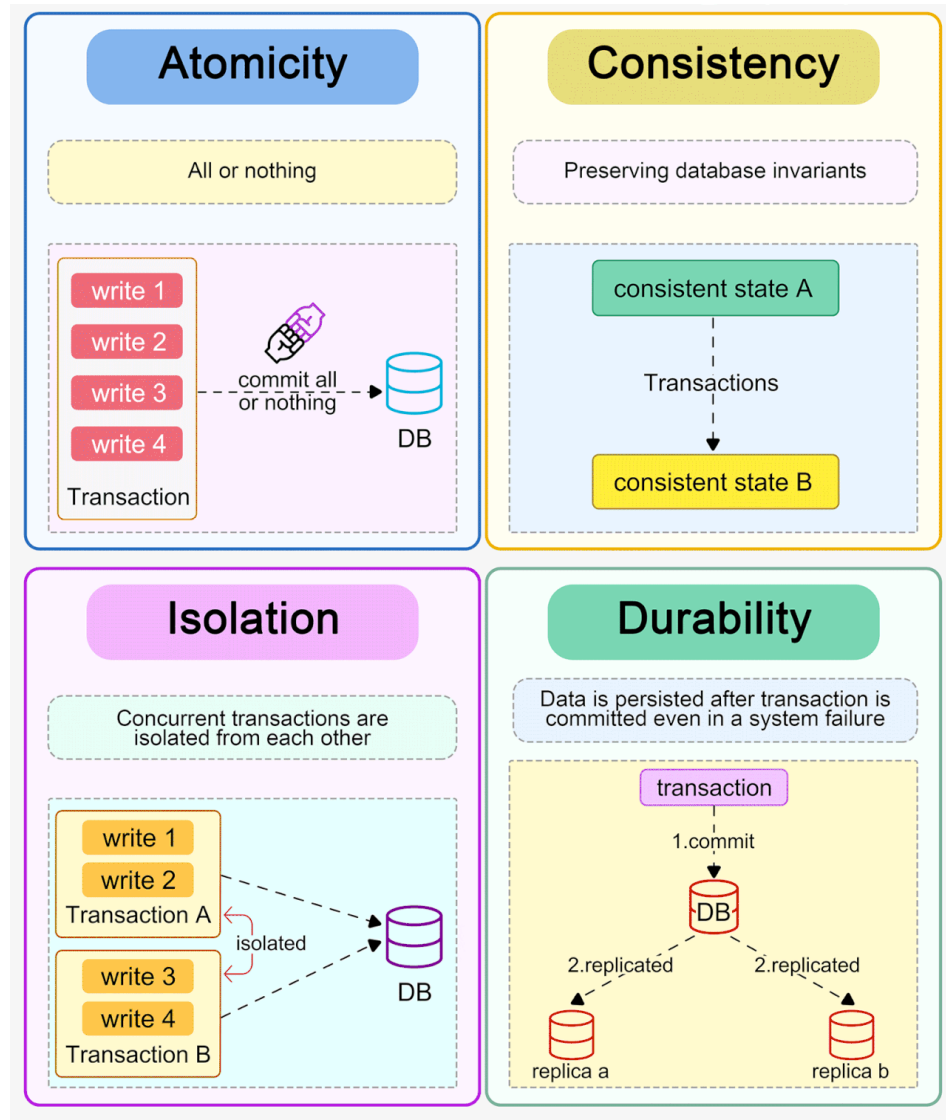 Atomicity
All or nothing
write 1
write 2
write 3
write 4
Transaction
commit all
or nothing
DB
Consistency
Preserving database invariants
consistent state A
Transactions
consistent state B
Isolation
Concurrent transactions are
isolated from each other
write 1
write 2
Transaction A
isolated
write 3
write 4
Transaction B
DB
Durability
Data is persisted after transaction is
committed even in a system failure
transaction
1.commit
DB
2.replicated
2.replicated
replica a
replica b